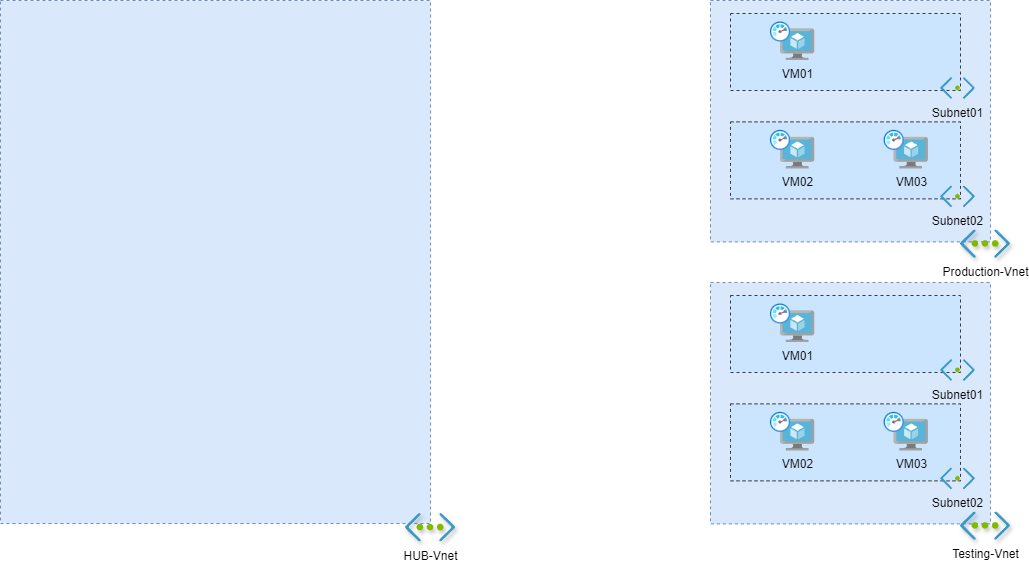 VM01
Subnet01
VM02 VM03
Subnet02
Production-Vnet
VM01
Subnet01
VM02 VM03
Subnet02
HUB-Vnet
Testing-Vnet